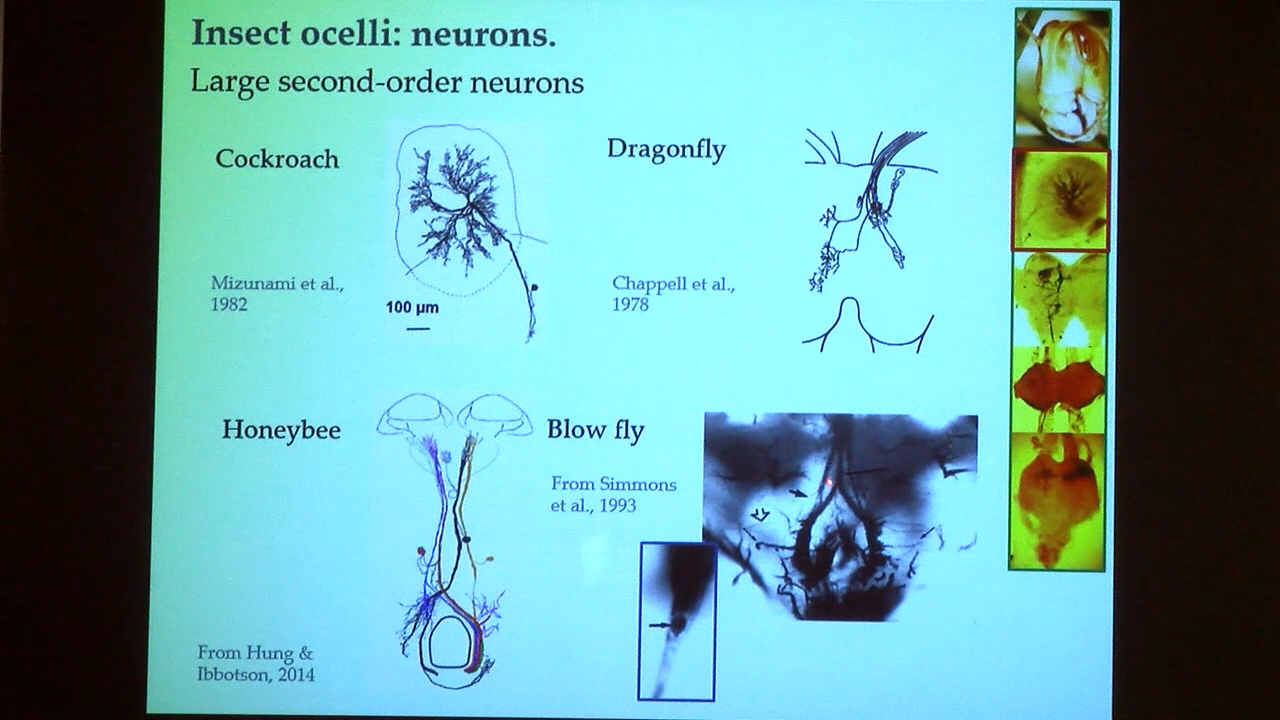 Insect ocelli: neurons.
Large second-order neurons
Cockroach
Dragonfly
Mizunami et al.,
1982
100 µm
Chappell et al.,
1978
Honeybee
Blow fly
From Simmons
et al., 1993
From Hung &
Ibbotson, 2014